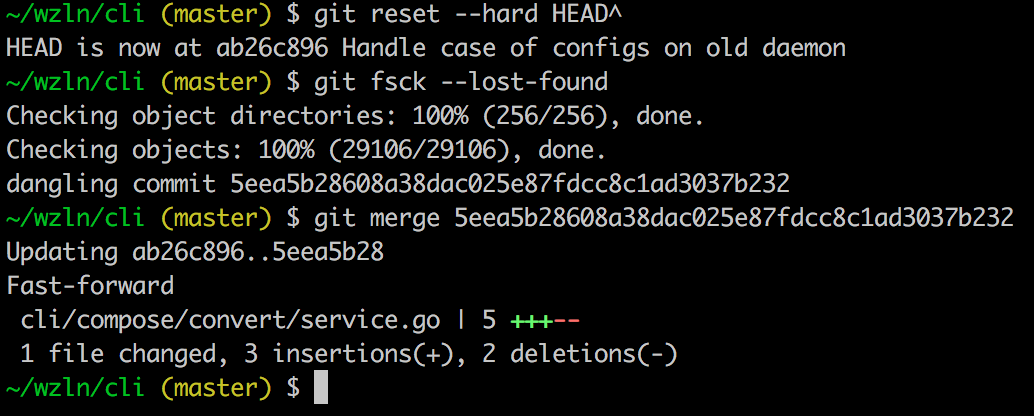 ~/wzln/cli (master) $ git reset --hard HEAD^
HEAD is now at ab26c896 Handle case of configs on old daemon
~/wzln/cli (master) $ git fsck --lost-found
Checking object directories: 100% (256/256), done.
Checking objects: 100% (29106/29106), done.
dangling commit 5eea5b28608a38dac025e87fdcc8c1ad3037b232
~/wzln/cli (master) $ git merge 5eea5b28608a38dac025e87fdcc8c1ad3037b232
Updating ab26c896..5eea5b28
Fast-forward
 cli/compose/convert/service.go | 5 +++--
 1 file changed, 3 insertions(+), 2 deletions(-)
~/wzln/cli (master) $